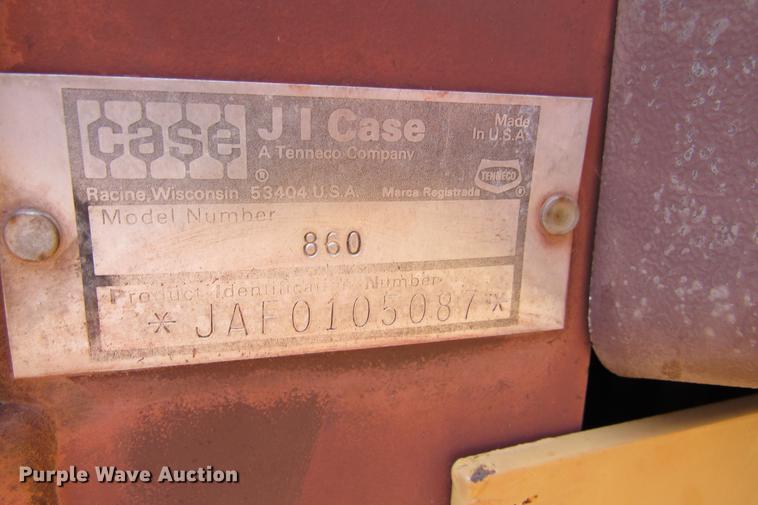 case
®
J I Case
A Tenneco Company
Made
In U.S.A.
TENNECO
®
Racine, Wisconsin 53404 U.S.A. Marca Registrada
Model Number
860
Product Identification Number
*JAF0105087*
Purple Wave Auction